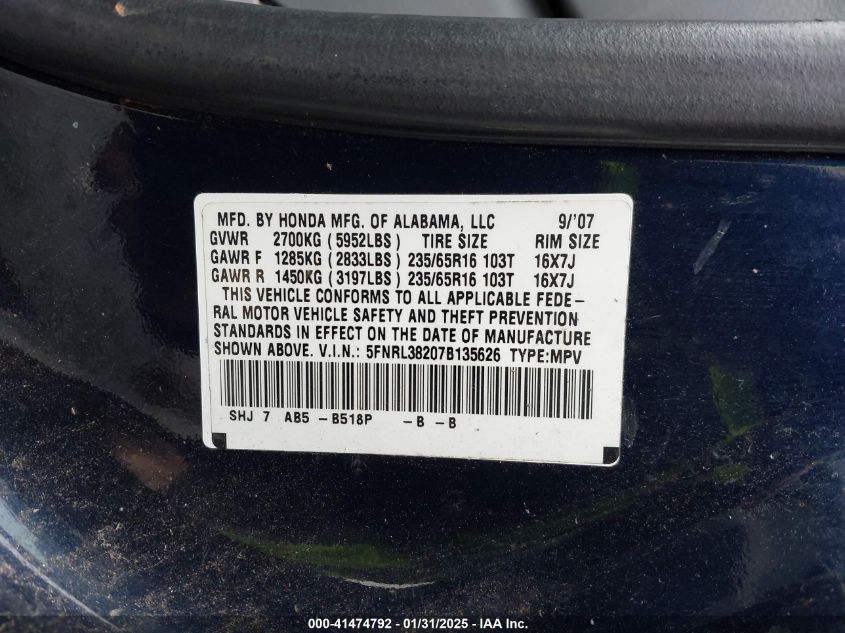 MFD. BY HONDA MFG. OF ALABAMA, LLC 9/'07
GVWR 2700KG (5952LBS) TIRE SIZE RIM SIZE
GAWR F 1285KG (2833LBS) 235/65R16 103T 16X7J
GAWR R 1450KG (3197LBS) 235/65R16 103T 16X7J
THIS VEHICLE CONFORMS TO ALL APPLICABLE FEDE-
RAL MOTOR VEHICLE SAFETY AND THEFT PREVENTION
STANDARDS IN EFFECT ON THE DATE OF MANUFACTURE
SHOWN ABOVE. V.I.N.: 5FNRL38207B135626 TYPE:MPV
SHJ 7 AB5 -B518P -B -B
000-41474792 - 01/31/2025 - IAA Inc.